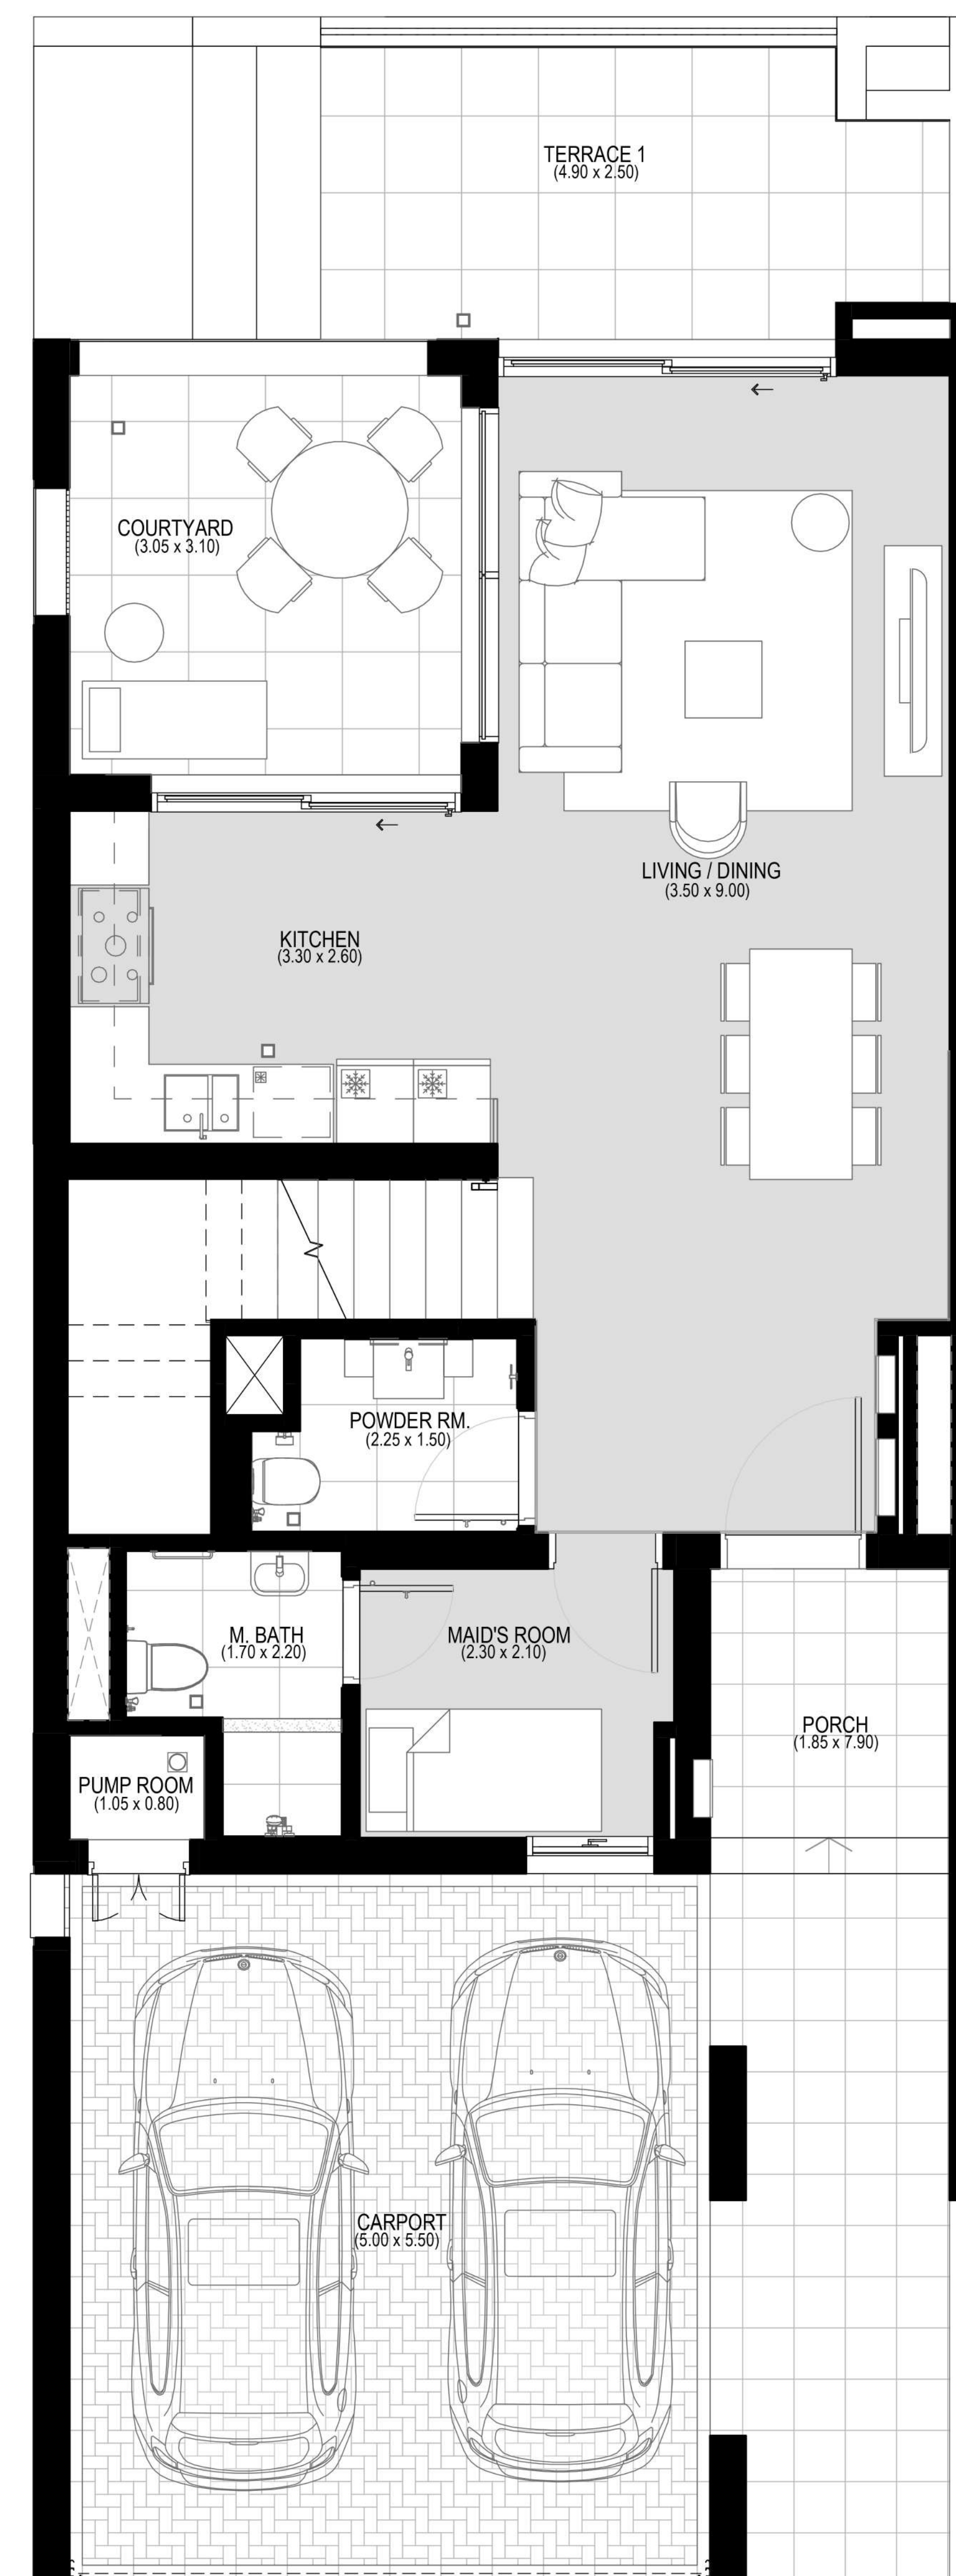 TERRACE 1
(4.90 x 2.50)
COURTYARD
(3.05 x 3.10)
LIVING / DINING
(3.50 x 9.00)
KITCHEN
(3.30 x 2.60)
POWDER RM.
(2.25 x 1.50)
M. BATH
(1.70 x 2.20)
MAID'S ROOM
(2.30 x 2.10)
PORCH
(1.85 x 7.90)
PUMP ROOM
(1.05 x 0.80)
CARPORT
(5.00 x 5.50)